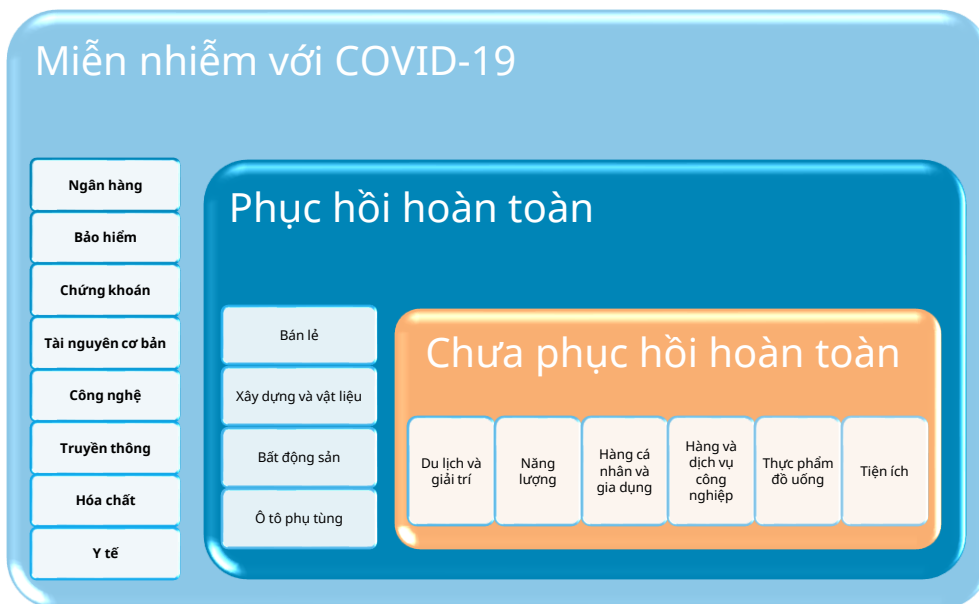 Miễn nhiễm với COVID-19
Ngân hàng
Bảo hiểm
Chứng khoán
Tài nguyên cơ bản
Công nghệ
Truyền thông
Hóa chất
Y tế
Phục hồi hoàn toàn
Bán lẻ
Xây dựng và vật liệu
Bất động sản
Ô tô phụ tùng
Chưa phục hồi hoàn toàn
Du lịch và
giải trí
Năng
lượng
Hàng cá
nhân và
gia dụng
Hàng và
dịch vụ
công
nghiệp
Thực phẩm
đồ uống
Tiện ích